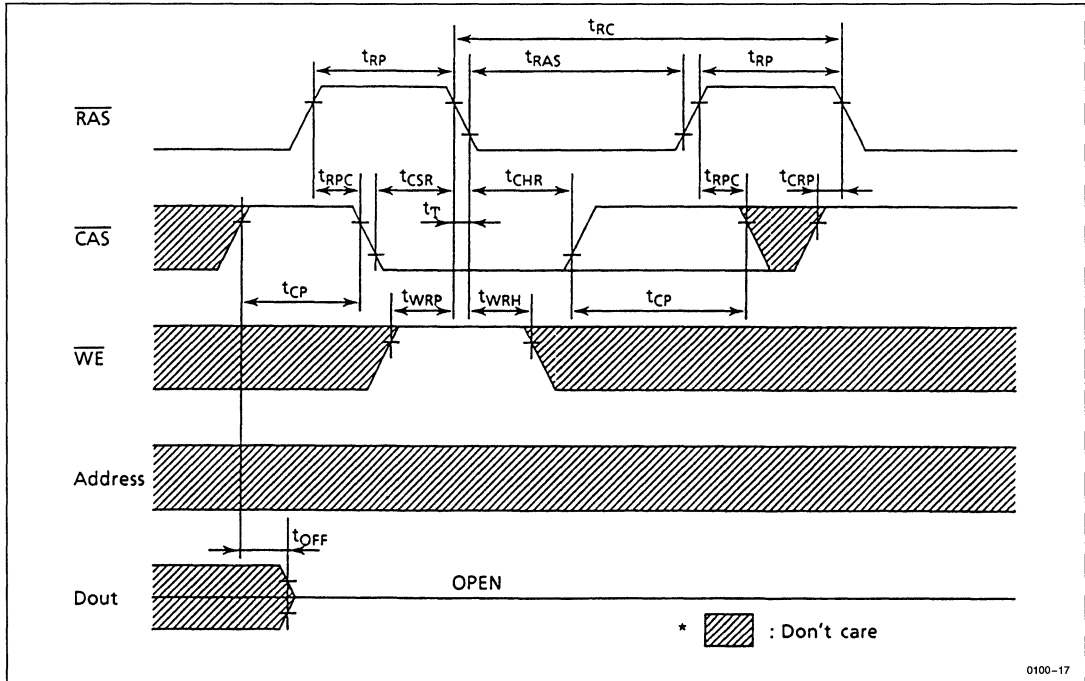 tRC
tRP tRAS tRP
RAS
tRPC tCSR tCHR tRPC tCRP
tT
CAS
tCP tWRP tWRH tCP
WE
Address
tOFF
Dout OPEN
* : Don't care
0100-17